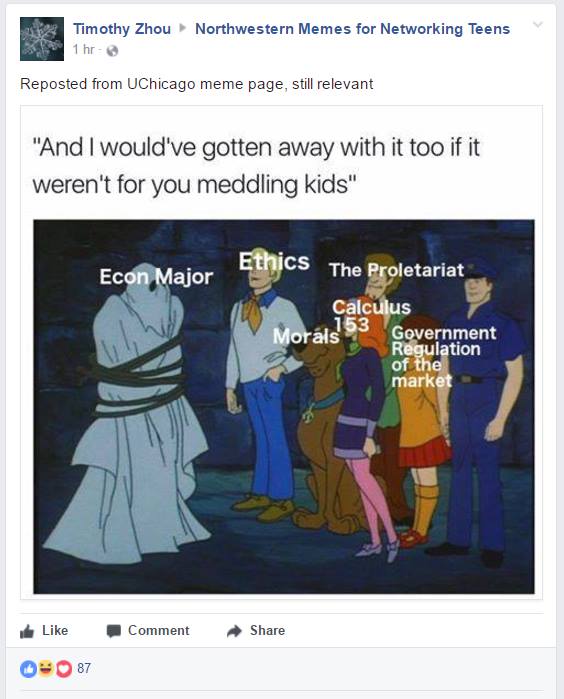 Timothy Zhou ▸ Northwestern Memes for Networking Teens
1 hr ·
Reposted from UChicago meme page, still relevant
"And I would've gotten away with it too if it
weren't for you meddling kids"
Econ Major
Ethics
The Proletariat
Morals
Calculus
153
Government
Regulation
of the
market
Like Comment Share
87